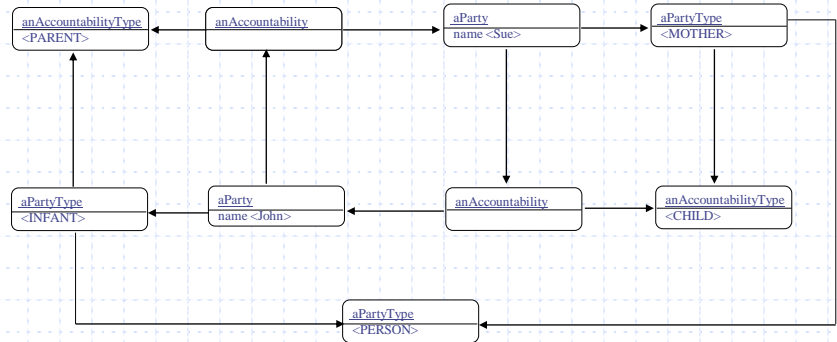 anAccountabilityType
<PARENT>
anAccountability
aParty
name <Sue>
aPartyType
<MOTHER>
aPartyType
<INFANT>
aParty
name <John>
anAccountability
anAccountabilityType
<CHILD>
aPartyType
<PERSON>